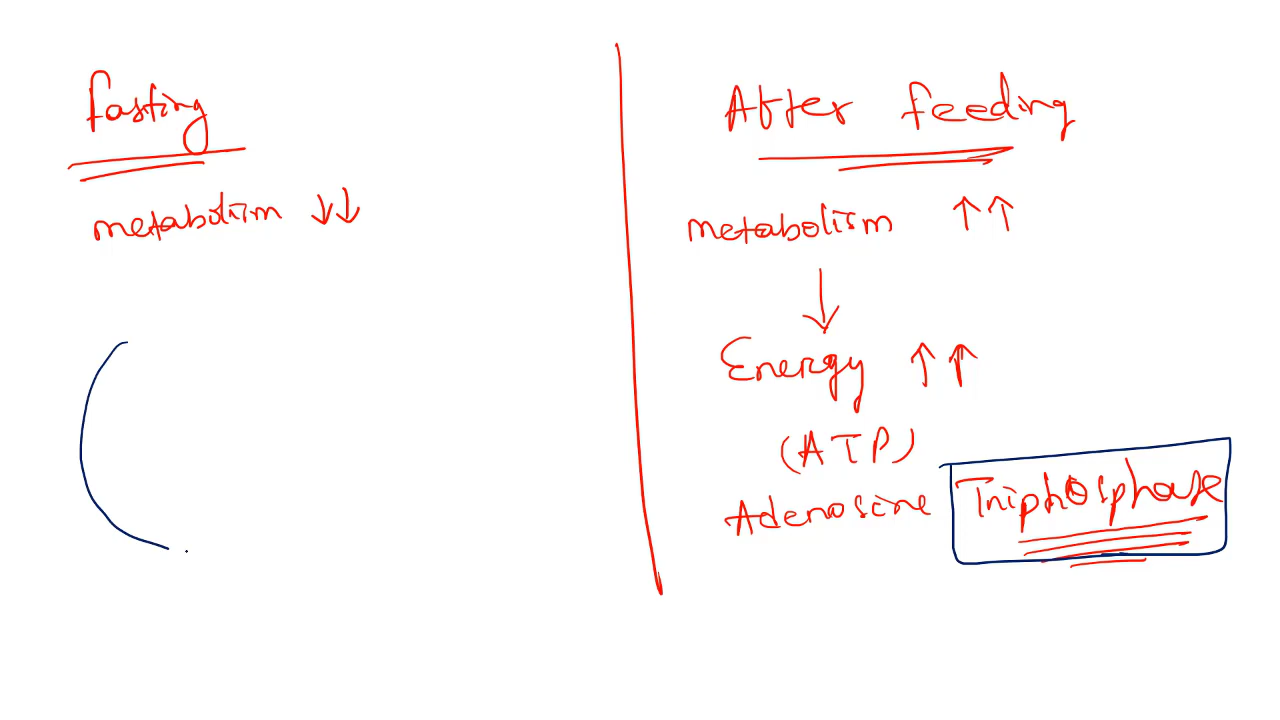 fasting
metabolism ↓↓
After feeding
metabolism ↑↑
↓
Energy ↑↑
(ATP)
Adenosine Triphosphate